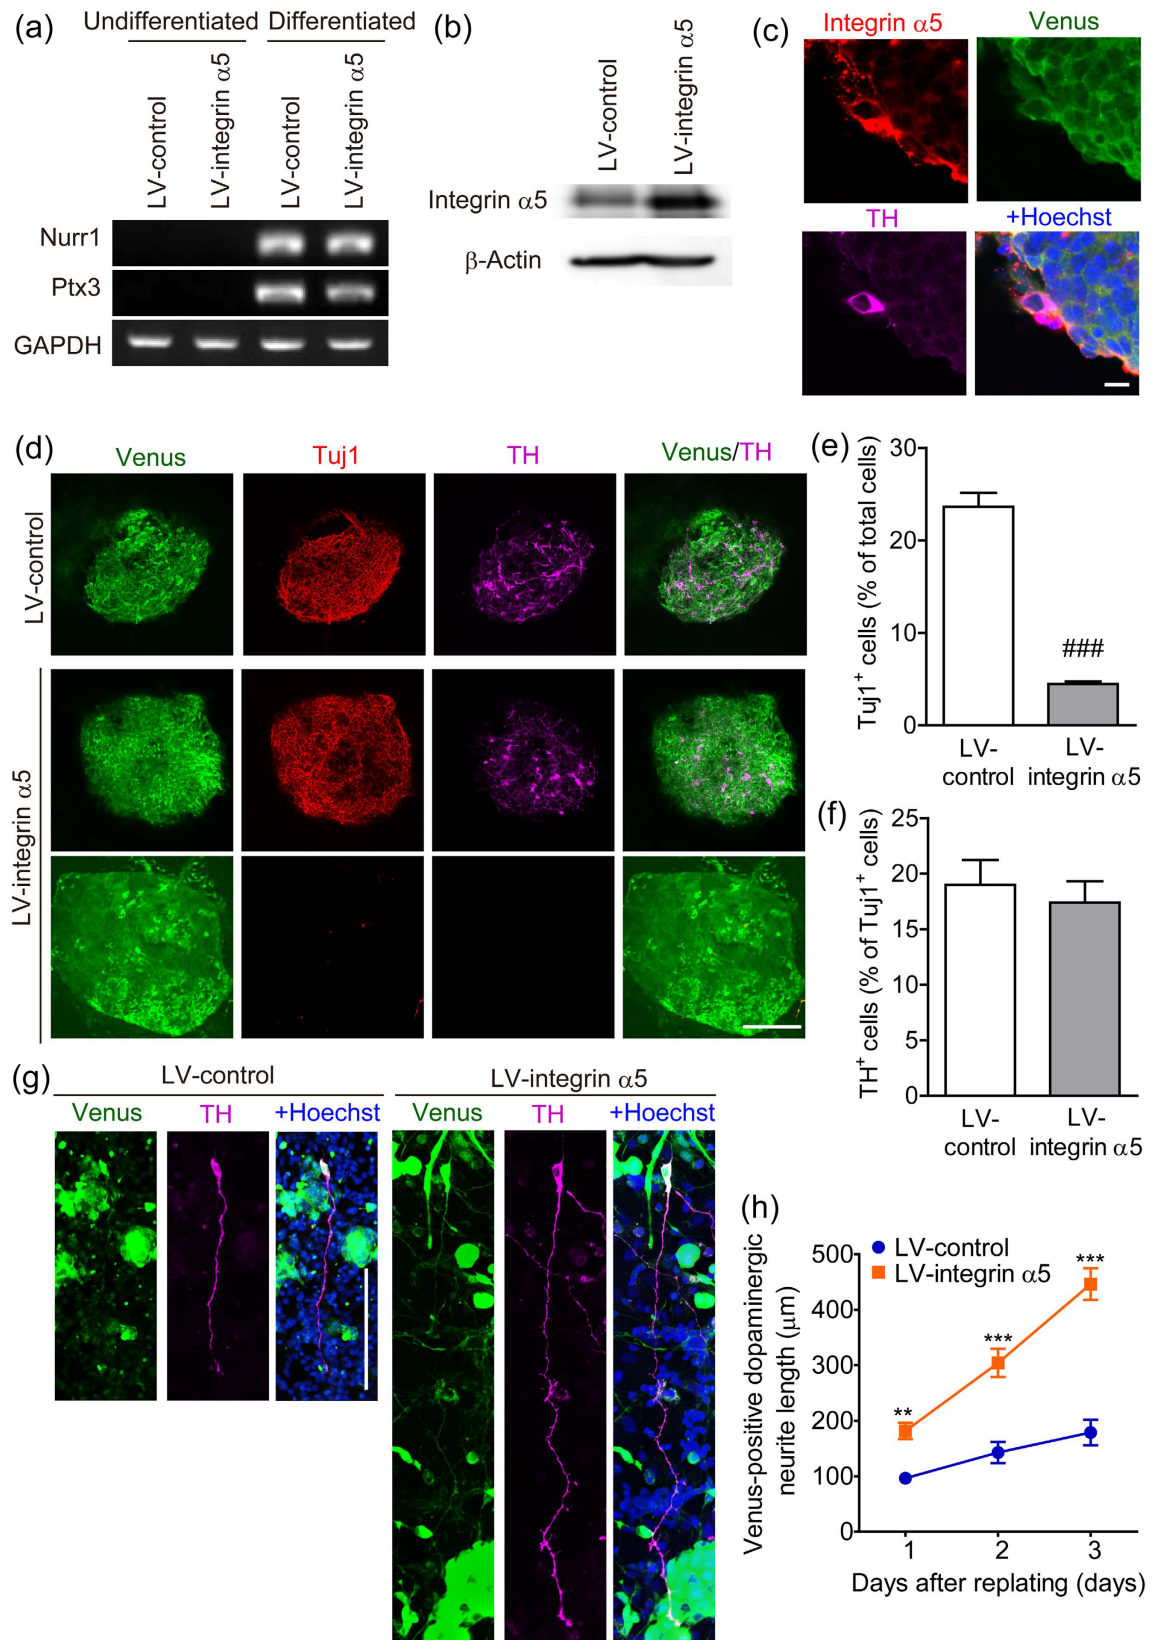 (a)
Undifferentiated Differentiated
LV-control
LV-integrin α5
LV-control
LV-integrin α5
Nurr1
Ptx3
GAPDH
(b)
LV-control
LV-integrin α5
Integrin α5
β-Actin
(c)
Integrin α5
Venus
TH
+Hoechst
(d)
Venus
Tuj1
TH
Venus/TH
LV-control
LV-integrin α5
(e)
Tuj1+ cells (% of total cells)
30
20
10
0
###
LV-
control
LV-
integrin α5
(f)
TH+ cells (% of Tuj1+ cells)
25
20
15
10
5
0
LV-
control
LV-
integrin α5
(g)
LV-control
Venus
TH
+Hoechst
LV-integrin α5
Venus
TH
+Hoechst
(h)
Venus-positive dopaminergic
neurite length (μm)
500
400
300
200
100
0
LV-control
LV-integrin α5
**
***
***
1
2
3
Days after replating (days)